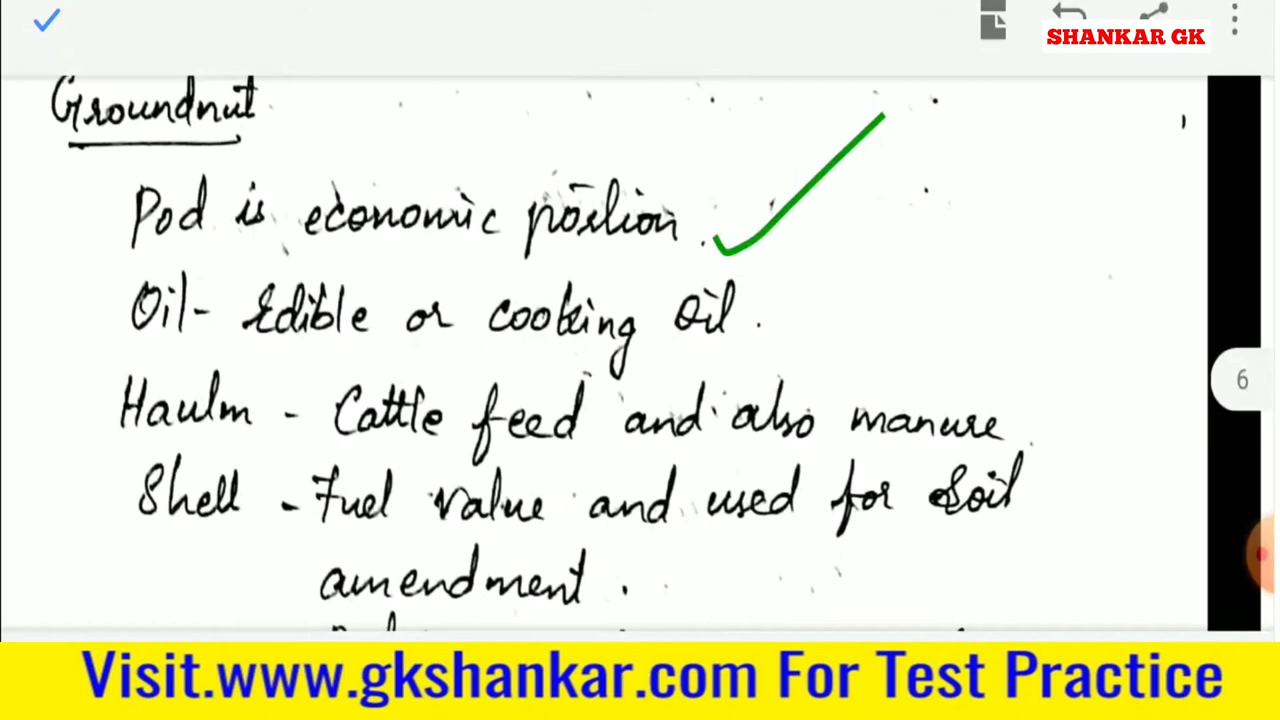 SHANKAR GK
Groundnut
Pod is economic postion.
Oil- Edible or cooking oil.
Haulm - Cattle feed and also manure
Shell - Fuel value and used for Soil
amendment.
6
Visit.www.gkshankar.com For Test Practice